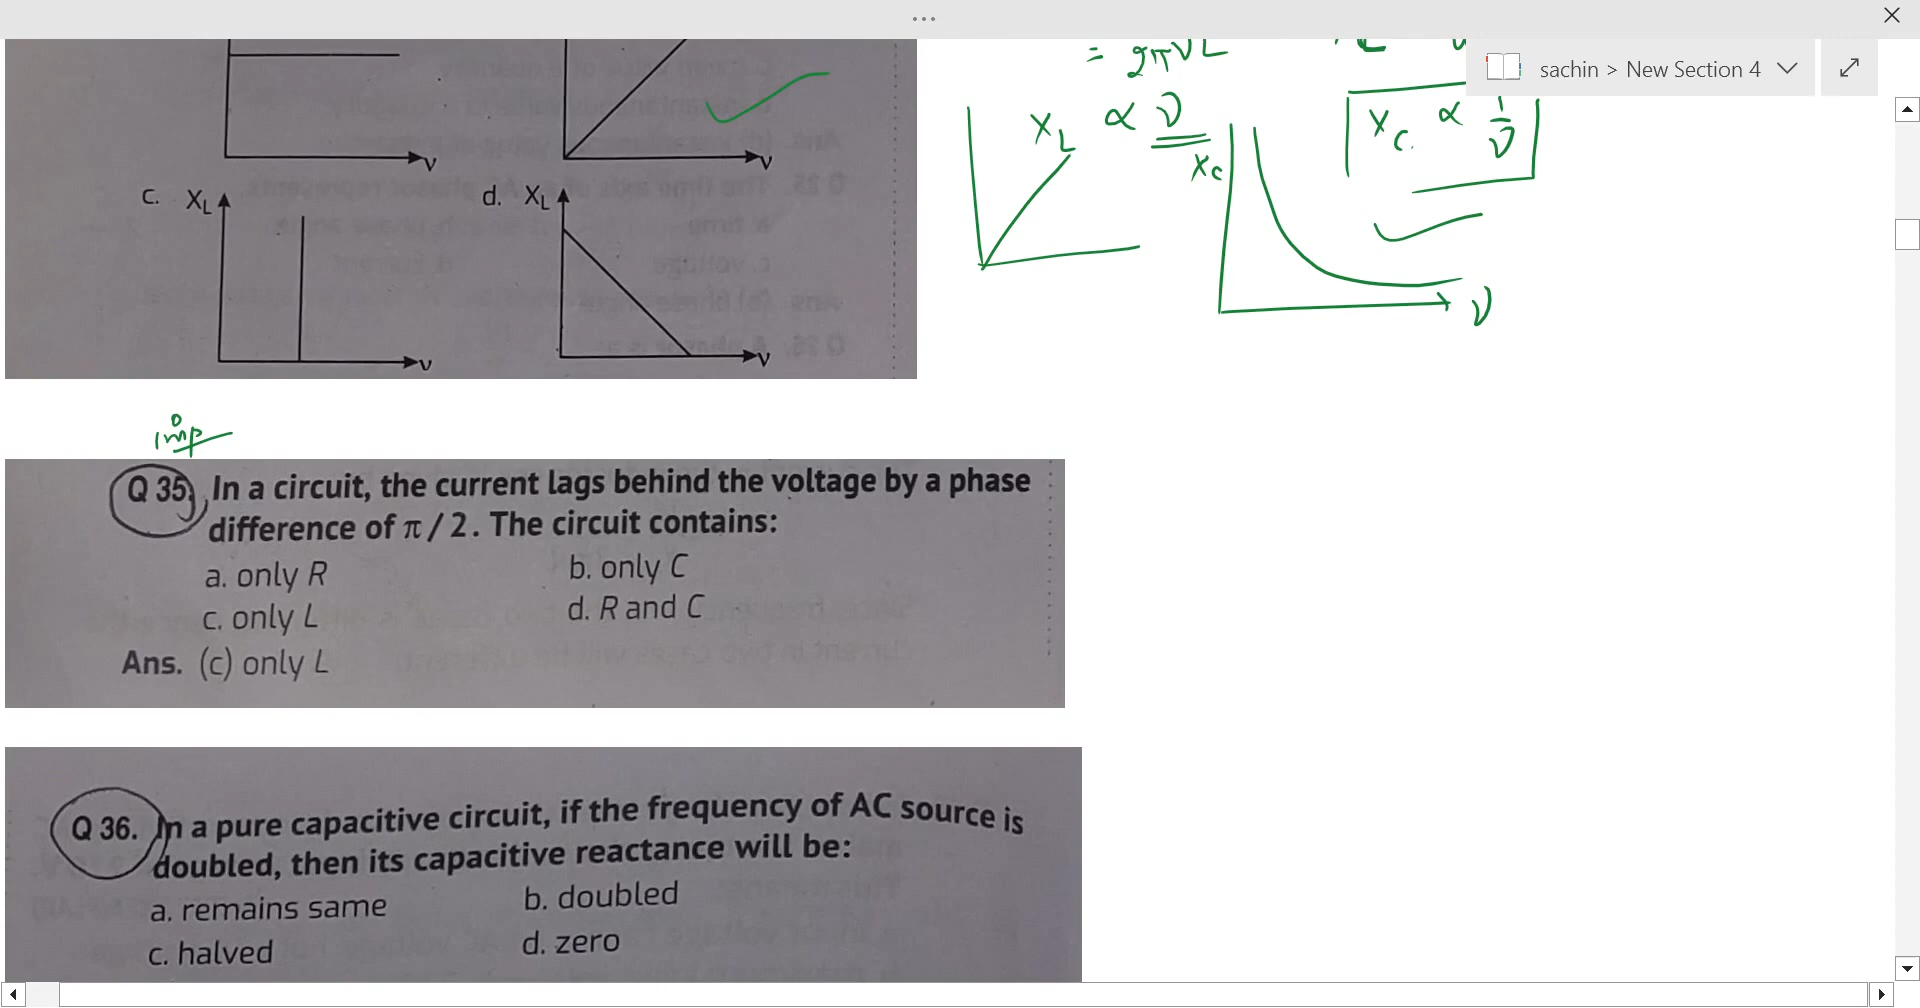 = 2πνL
sachin > New Section 4
X_L ∝ ν
X_C ∝ 1/ν
X_C
ν
ν
ν
c. X_L
d. X_L
ν
ν
imp
Q 35. In a circuit, the current lags behind the voltage by a phase
difference of π / 2. The circuit contains:
a. only R
b. only C
c. only L
d. R and C
Ans. (c) only L
Q 36. In a pure capacitive circuit, if the frequency of AC source is
doubled, then its capacitive reactance will be:
a. remains same
b. doubled
c. halved
d. zero